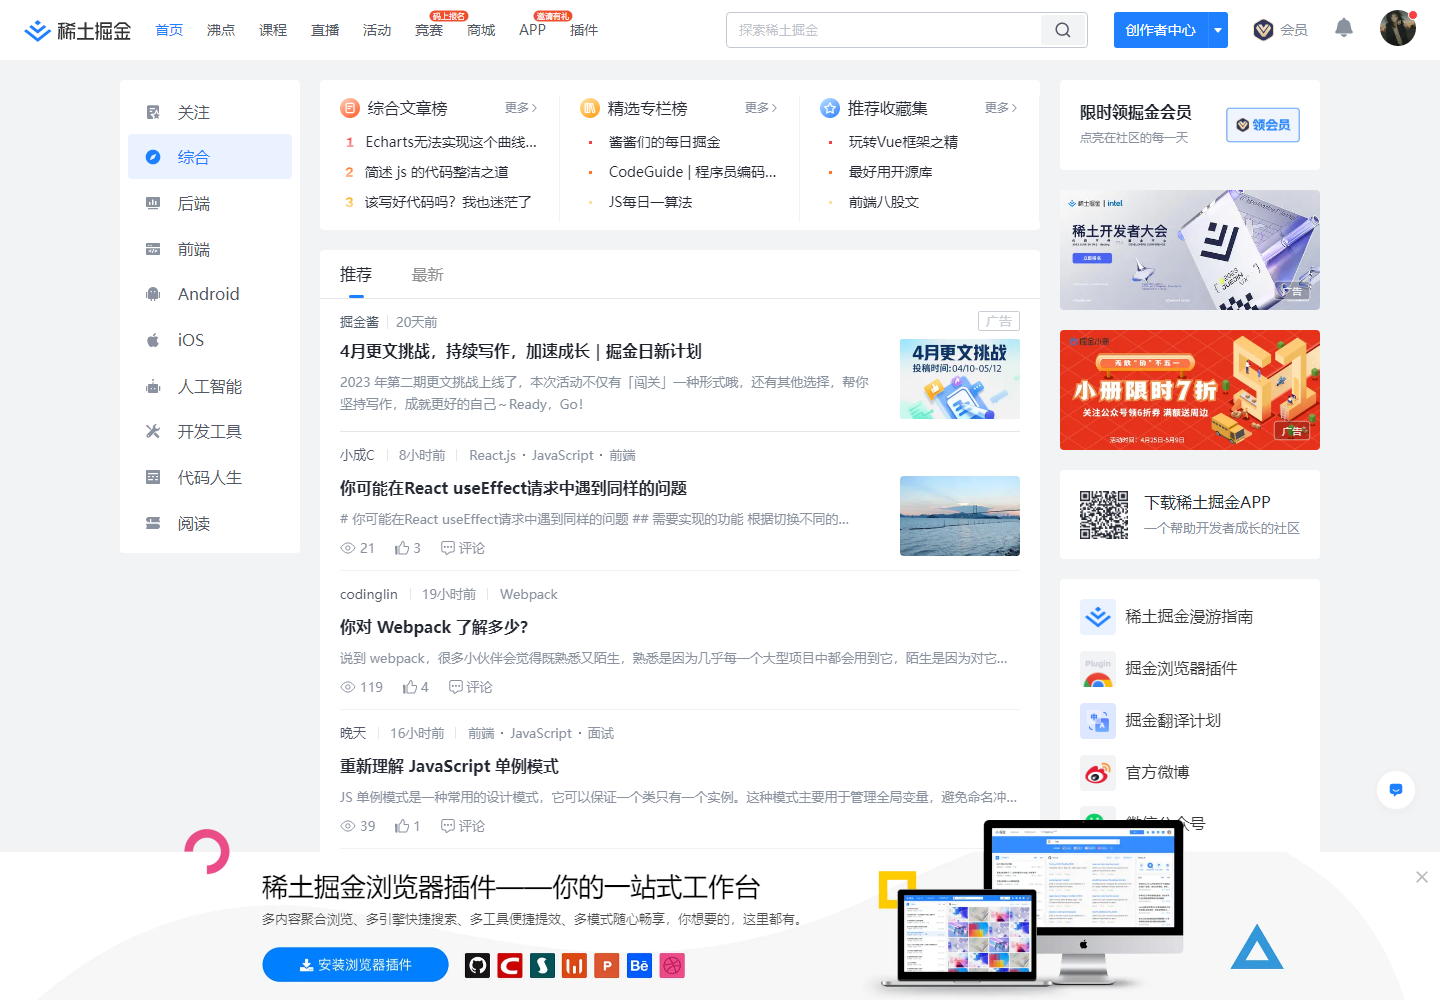 稀土掘金
首页
沸点
课程
直播
活动
竞赛
码上报名
商城
APP
邀请有礼
插件
探索稀土掘金
创作者中心
会员
关注
综合
后端
前端
Android
iOS
人工智能
开发工具
代码人生
阅读
综合文章榜
更多
1 Echarts无法实现这个曲线...
2 简述 js 的代码整洁之道
3 该写好代码吗？我也迷茫了
精选专栏榜
更多
酱酱们的每日掘金
CodeGuide | 程序员编码...
JS每日一算法
推荐收藏集
更多
玩转Vue框架之精
最好用开源库
前端八股文
推荐
最新
掘金酱
20天前
广告
4月更文挑战，持续写作，加速成长 | 掘金日新计划
2023 年第二期更文挑战上线了，本次活动不仅有「闯关」一种形式哦，还有其他选择，帮你
坚持写作，成就更好的自己～Ready，Go！
4月更文挑战
投稿时间:04/10-05/12
小成C
8小时前
React.js · JavaScript · 前端
你可能在React useEffect请求中遇到同样的问题
# 你可能在React useEffect请求中遇到同样的问题 ## 需要实现的功能 根据切换不同的...
21
3
评论
codinglin
19小时前
Webpack
你对 Webpack 了解多少？
说到 webpack，很多小伙伴会觉得既熟悉又陌生，熟悉是因为几乎每一个大型项目中都会用到它，陌生是因为对它...
119
4
评论
晚天
16小时前
前端 · JavaScript · 面试
重新理解 JavaScript 单例模式
JS 单例模式是一种常用的设计模式，它可以保证一个类只有一个实例。这种模式主要用于管理全局变量，避免命名冲...
39
1
评论
限时领掘金会员
点亮在社区的每一天
领会员
稀土掘金 | intel
稀土开发者大会
立即报名
广告
掘金小册
无败“码”不五一
小册限时7折
关注公众号领6折券 满额送周边
活动时间：4月25日-5月9日
广告
下载稀土掘金APP
一个帮助开发者成长的社区
稀土掘金漫游指南
Plugin
掘金浏览器插件
掘金翻译计划
官方微博
微信公众号
稀土掘金浏览器插件——你的一站式工作台
多内容聚合浏览、多引擎快捷搜索、多工具便捷提效、多模式随心畅享，你想要的，这里都有。
安装浏览器插件